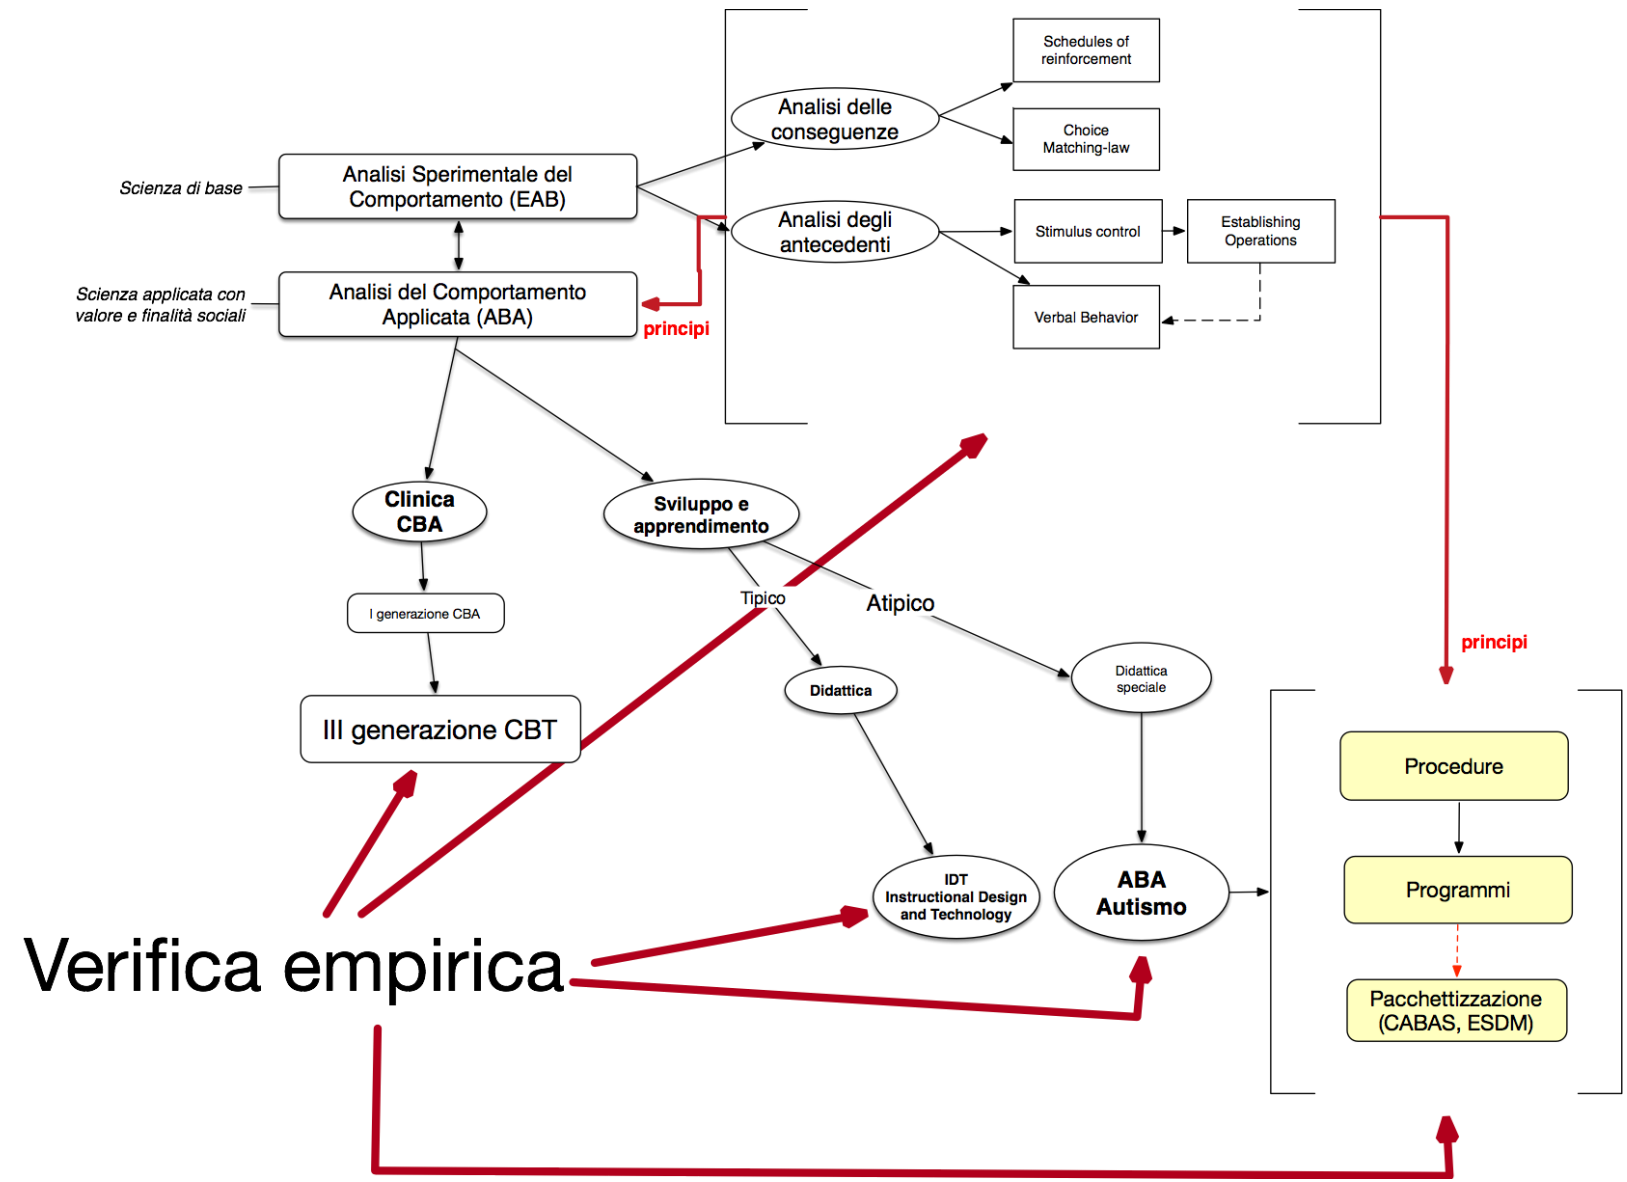 Schedules of
reinforcement
Analisi delle
conseguenze
Choice
Matching-law
Scienza di base
Analisi Sperimentale del
Comportamento (EAB)
Analisi degli
antecedenti
Stimulus control
Establishing
Operations
Scienza applicata con
valore e finalità sociali
Analisi del Comportamento
Applicata (ABA)
principi
Verbal Behavior
Clinica
CBA
Sviluppo e
apprendimento
Tipico
Atipico
I generazione CBA
principi
Didattica
Didattica
speciale
III generazione CBT
Procedure
IDT
Instructional Design
and Technology
ABA
Autismo
Programmi
Verifica empirica
Pacchettizzazione
(CABAS, ESDM)